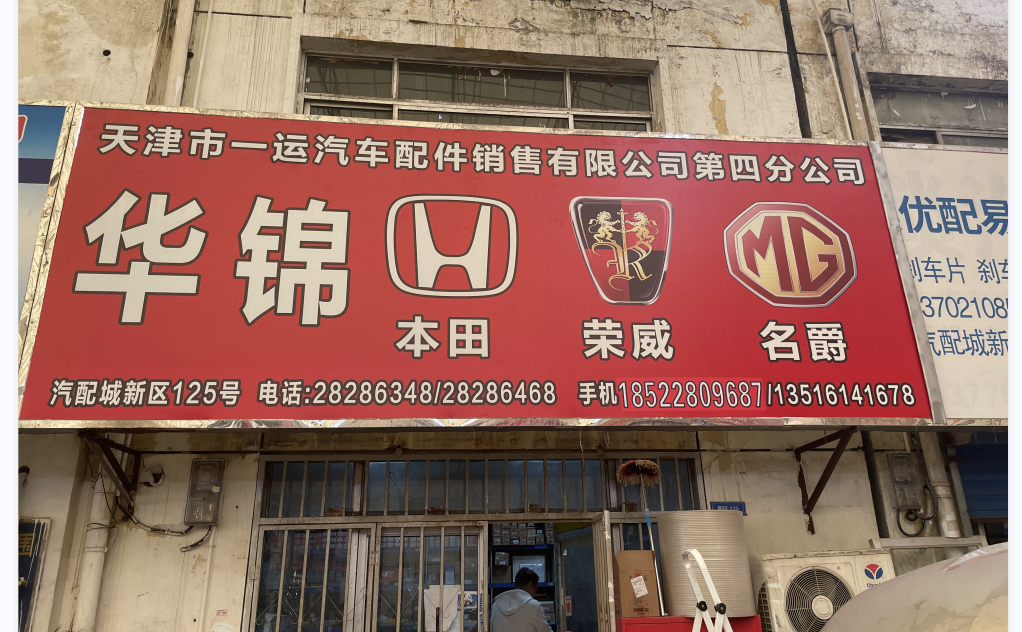 天津市一运汽车配件销售有限公司第四分公司
华锦
本田 荣威 名爵
R
MG
汽配城新区125号 电话:28286348/28286468 手机18522809687/13516141678
优配易
刹车片 刹车
3702108
汽配城新